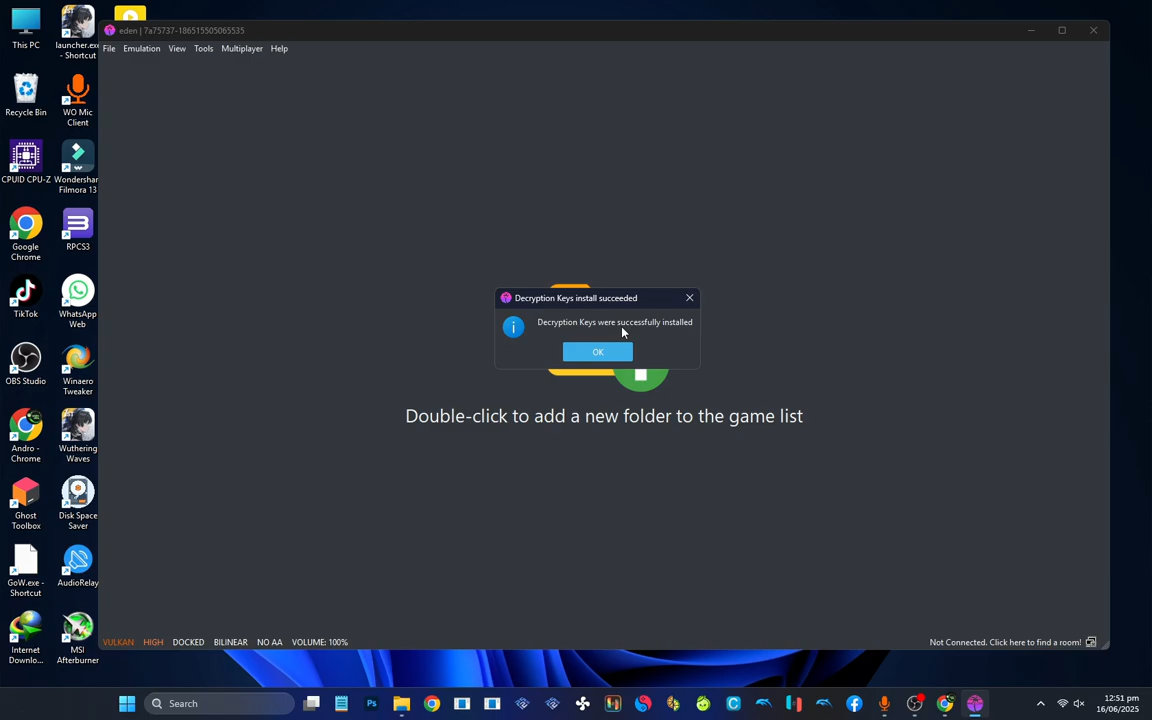 eden | 7a75737-186515505065535
File Emulation View Tools Multiplayer Help
This PC
launcher.exe
- Shortcut
Recycle Bin
WO Mic
Client
CPUID CPU-Z
Wondershar
Filmora 13
Google
Chrome
RPCS3
TikTok
WhatsApp
Web
OBS Studio
Winaero
Tweaker
Andro -
Chrome
Wuthering
Waves
Ghost
Toolbox
Disk Space
Saver
GoW.exe -
Shortcut
AudioRelay
Internet
Downlo...
MSI
Afterburner
Decryption Keys install succeeded
Decryption Keys were successfully installed
OK
Double-click to add a new folder to the game list
VULKAN HIGH DOCKED BILINEAR NO AA VOLUME: 100%
Not Connected. Click here to find a room!
Search
12:51 pm
16/06/2025